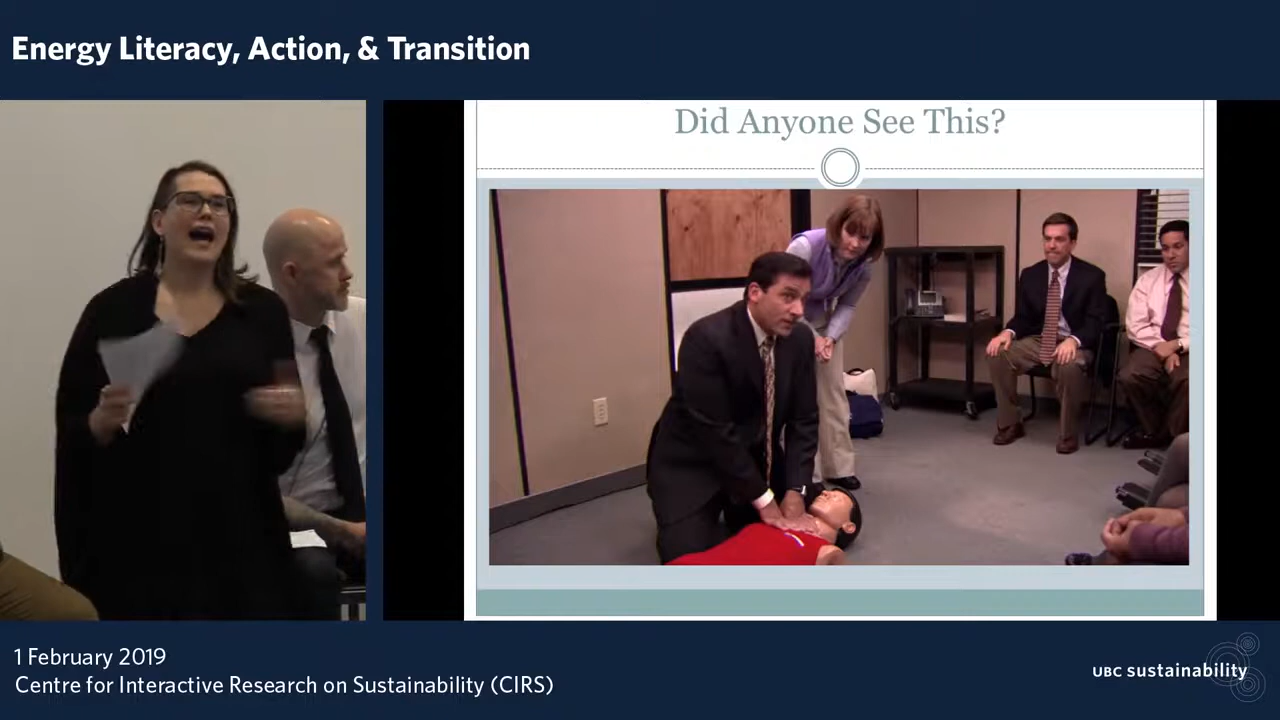 Energy Literacy, Action, & Transition
Did Anyone See This?
1 February 2019
Centre for Interactive Research on Sustainability (CIRS)
UBC sustainability